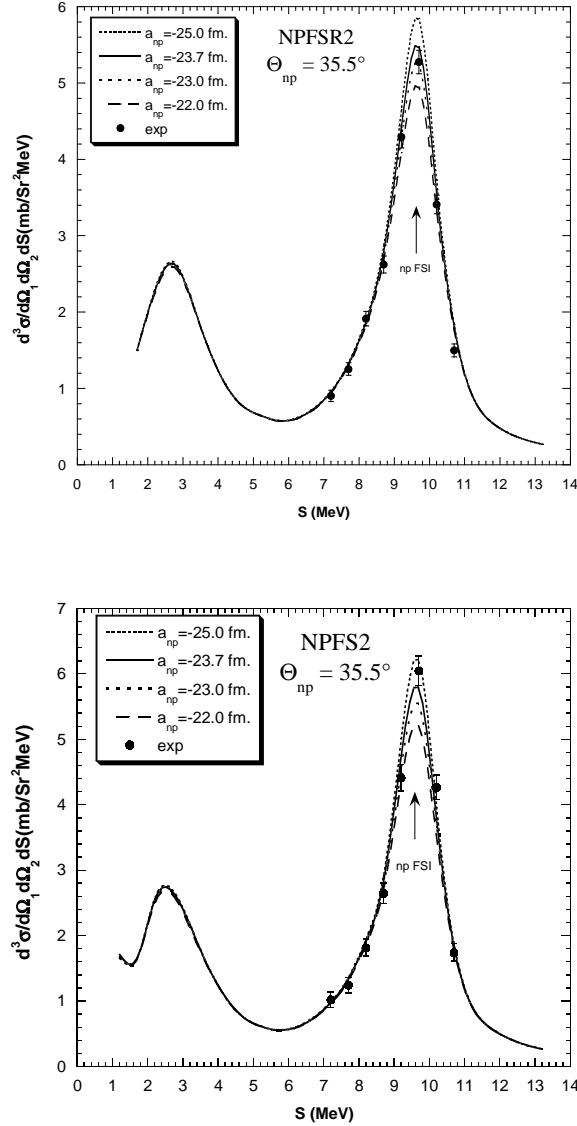 6
5
4
3
2
1
0
d³σ/dΩ₁dΩ₂dS(mb/Sr²MeV)
a_np=-25.0 fm.
a_np=-23.7 fm.
a_np=-23.0 fm.
a_np=-22.0 fm.
exp
NPFSR2
Θ_np = 35.5°
np FSI
0 1 2 3 4 5 6 7 8 9 10 11 12 13 14
S (MeV)
7
6
5
4
3
2
1
0
d³σ/dΩ₁dΩ₂dS(mb/Sr²MeV)
a_np=-25.0 fm.
a_np=-23.7 fm.
a_np=-23.0 fm.
a_np=-22.0 fm.
exp
NPFS2
Θ_np = 35.5°
np FSI
0 1 2 3 4 5 6 7 8 9 10 11 12 13 14
S (MeV)